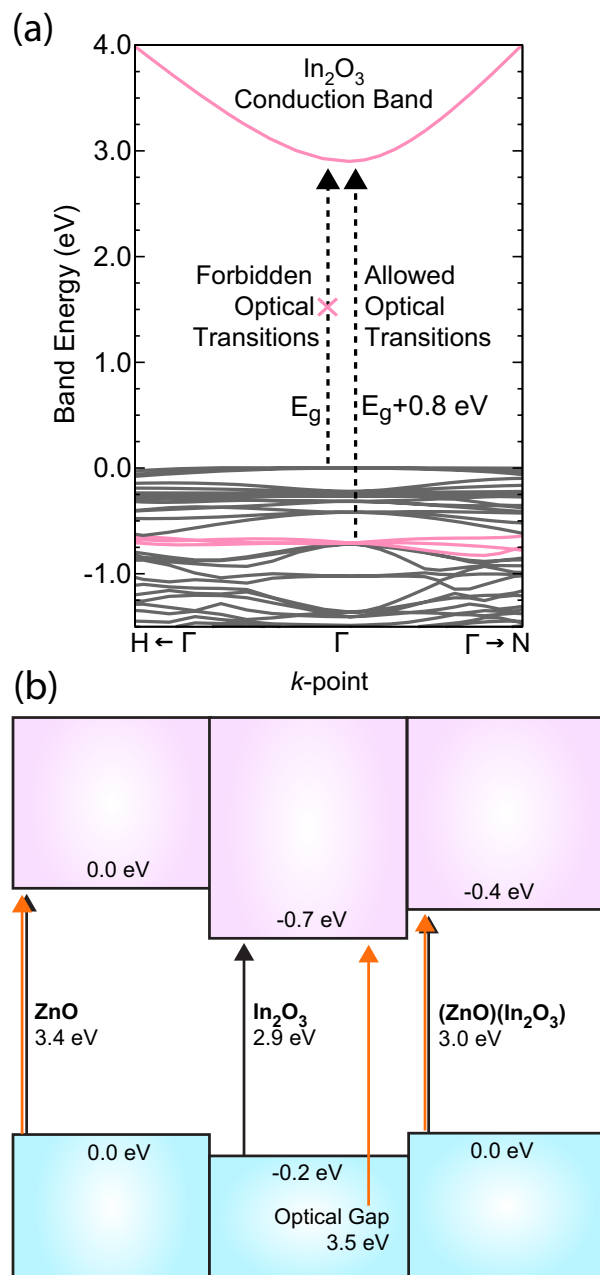 (a)
4.0
3.0
2.0
1.0
0.0
-1.0
Band Energy (eV)
In₂O₃
Conduction Band
Forbidden
Optical
Transitions
Allowed
Optical
Transitions
E₉
E₉+0.8 eV
H ← Γ
Γ
Γ → N
k-point
(b)
0.0 eV
-0.7 eV
-0.4 eV
ZnO
3.4 eV
In₂O₃
2.9 eV
(ZnO)(In₂O₃)
3.0 eV
0.0 eV
-0.2 eV
0.0 eV
Optical Gap
3.5 eV